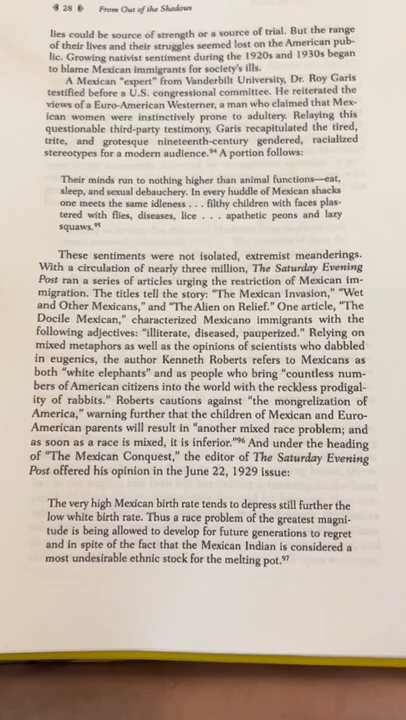 28 From Out of the Shadows
lies could be source of strength or a source of trial. But the range
of their lives and their struggles seemed lost on the American pub-
lic. Growing nativist sentiment during the 1920s and 1930s began
to blame Mexican immigrants for society's ills.
A Mexican "expert" from Vanderbilt University, Dr. Roy Garis
testified before a U.S. congressional committee. He reiterated the
views of a Euro-American Westerner, a man who claimed that Mex-
ican women were instinctively prone to adultery. Relaying this
questionable third-party testimony, Garis recapitulated the tired,
trite, and grotesque nineteenth-century gendered, racialized
stereotypes for a modern audience.⁹⁴ A portion follows:
Their minds run to nothing higher than animal functions—eat,
sleep, and sexual debauchery. In every huddle of Mexican shacks
one meets the same idleness . . . filthy children with faces plas-
tered with flies, diseases, lice . . . apathetic peons and lazy
squaws.⁹⁵
These sentiments were not isolated, extremist meanderings.
With a circulation of nearly three million, The Saturday Evening
Post ran a series of articles urging the restriction of Mexican im-
migration. The titles tell the story: "The Mexican Invasion," "Wet
and Other Mexicans," and "The Alien on Relief." One article, "The
Docile Mexican," characterized Mexicano immigrants with the
following adjectives: "illiterate, diseased, pauperized." Relying on
mixed metaphors as well as the opinions of scientists who dabbled
in eugenics, the author Kenneth Roberts refers to Mexicans as
both "white elephants" and as people who bring "countless num-
bers of American citizens into the world with the reckless prodigal-
ity of rabbits." Roberts cautions against "the mongrelization of
America," warning further that the children of Mexican and Euro-
American parents will result in "another mixed race problem; and
as soon as a race is mixed, it is inferior."⁹⁶ And under the heading
of "The Mexican Conquest," the editor of The Saturday Evening
Post offered his opinion in the June 22, 1929 issue:
The very high Mexican birth rate tends to depress still further the
low white birth rate. Thus a race problem of the greatest magni-
tude is being allowed to develop for future generations to regret
and in spite of the fact that the Mexican Indian is considered a
most undesirable ethnic stock for the melting pot.⁹⁷